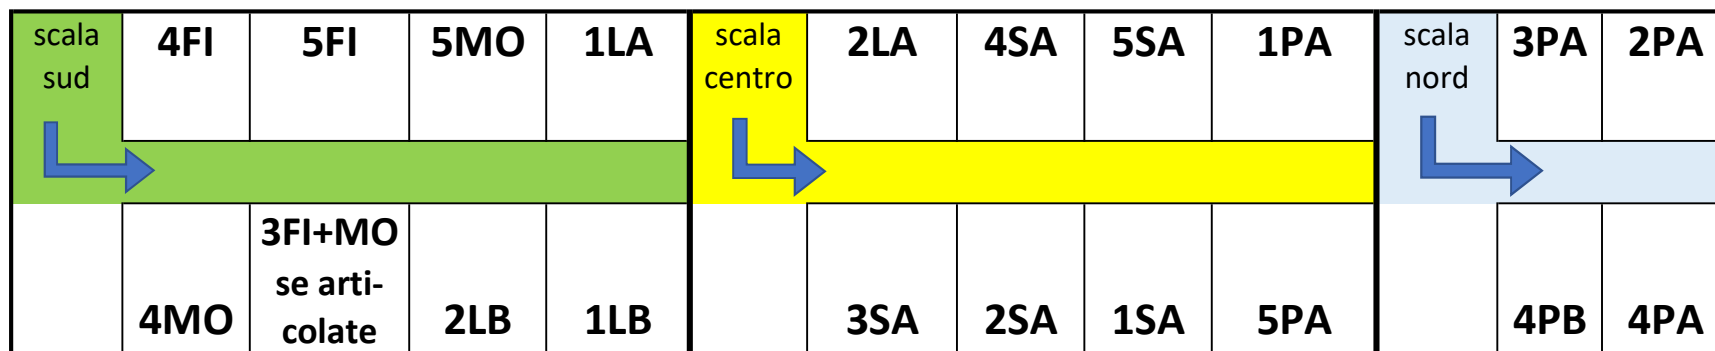 scala sud 4FI 5FI 5MO 1LA scala centro 2LA 4SA 5SA 1PA scala nord 3PA 2PA
4MO 3FI+MO se arti-colate 2LB 1LB 3SA 2SA 1SA 5PA 4PB 4PA